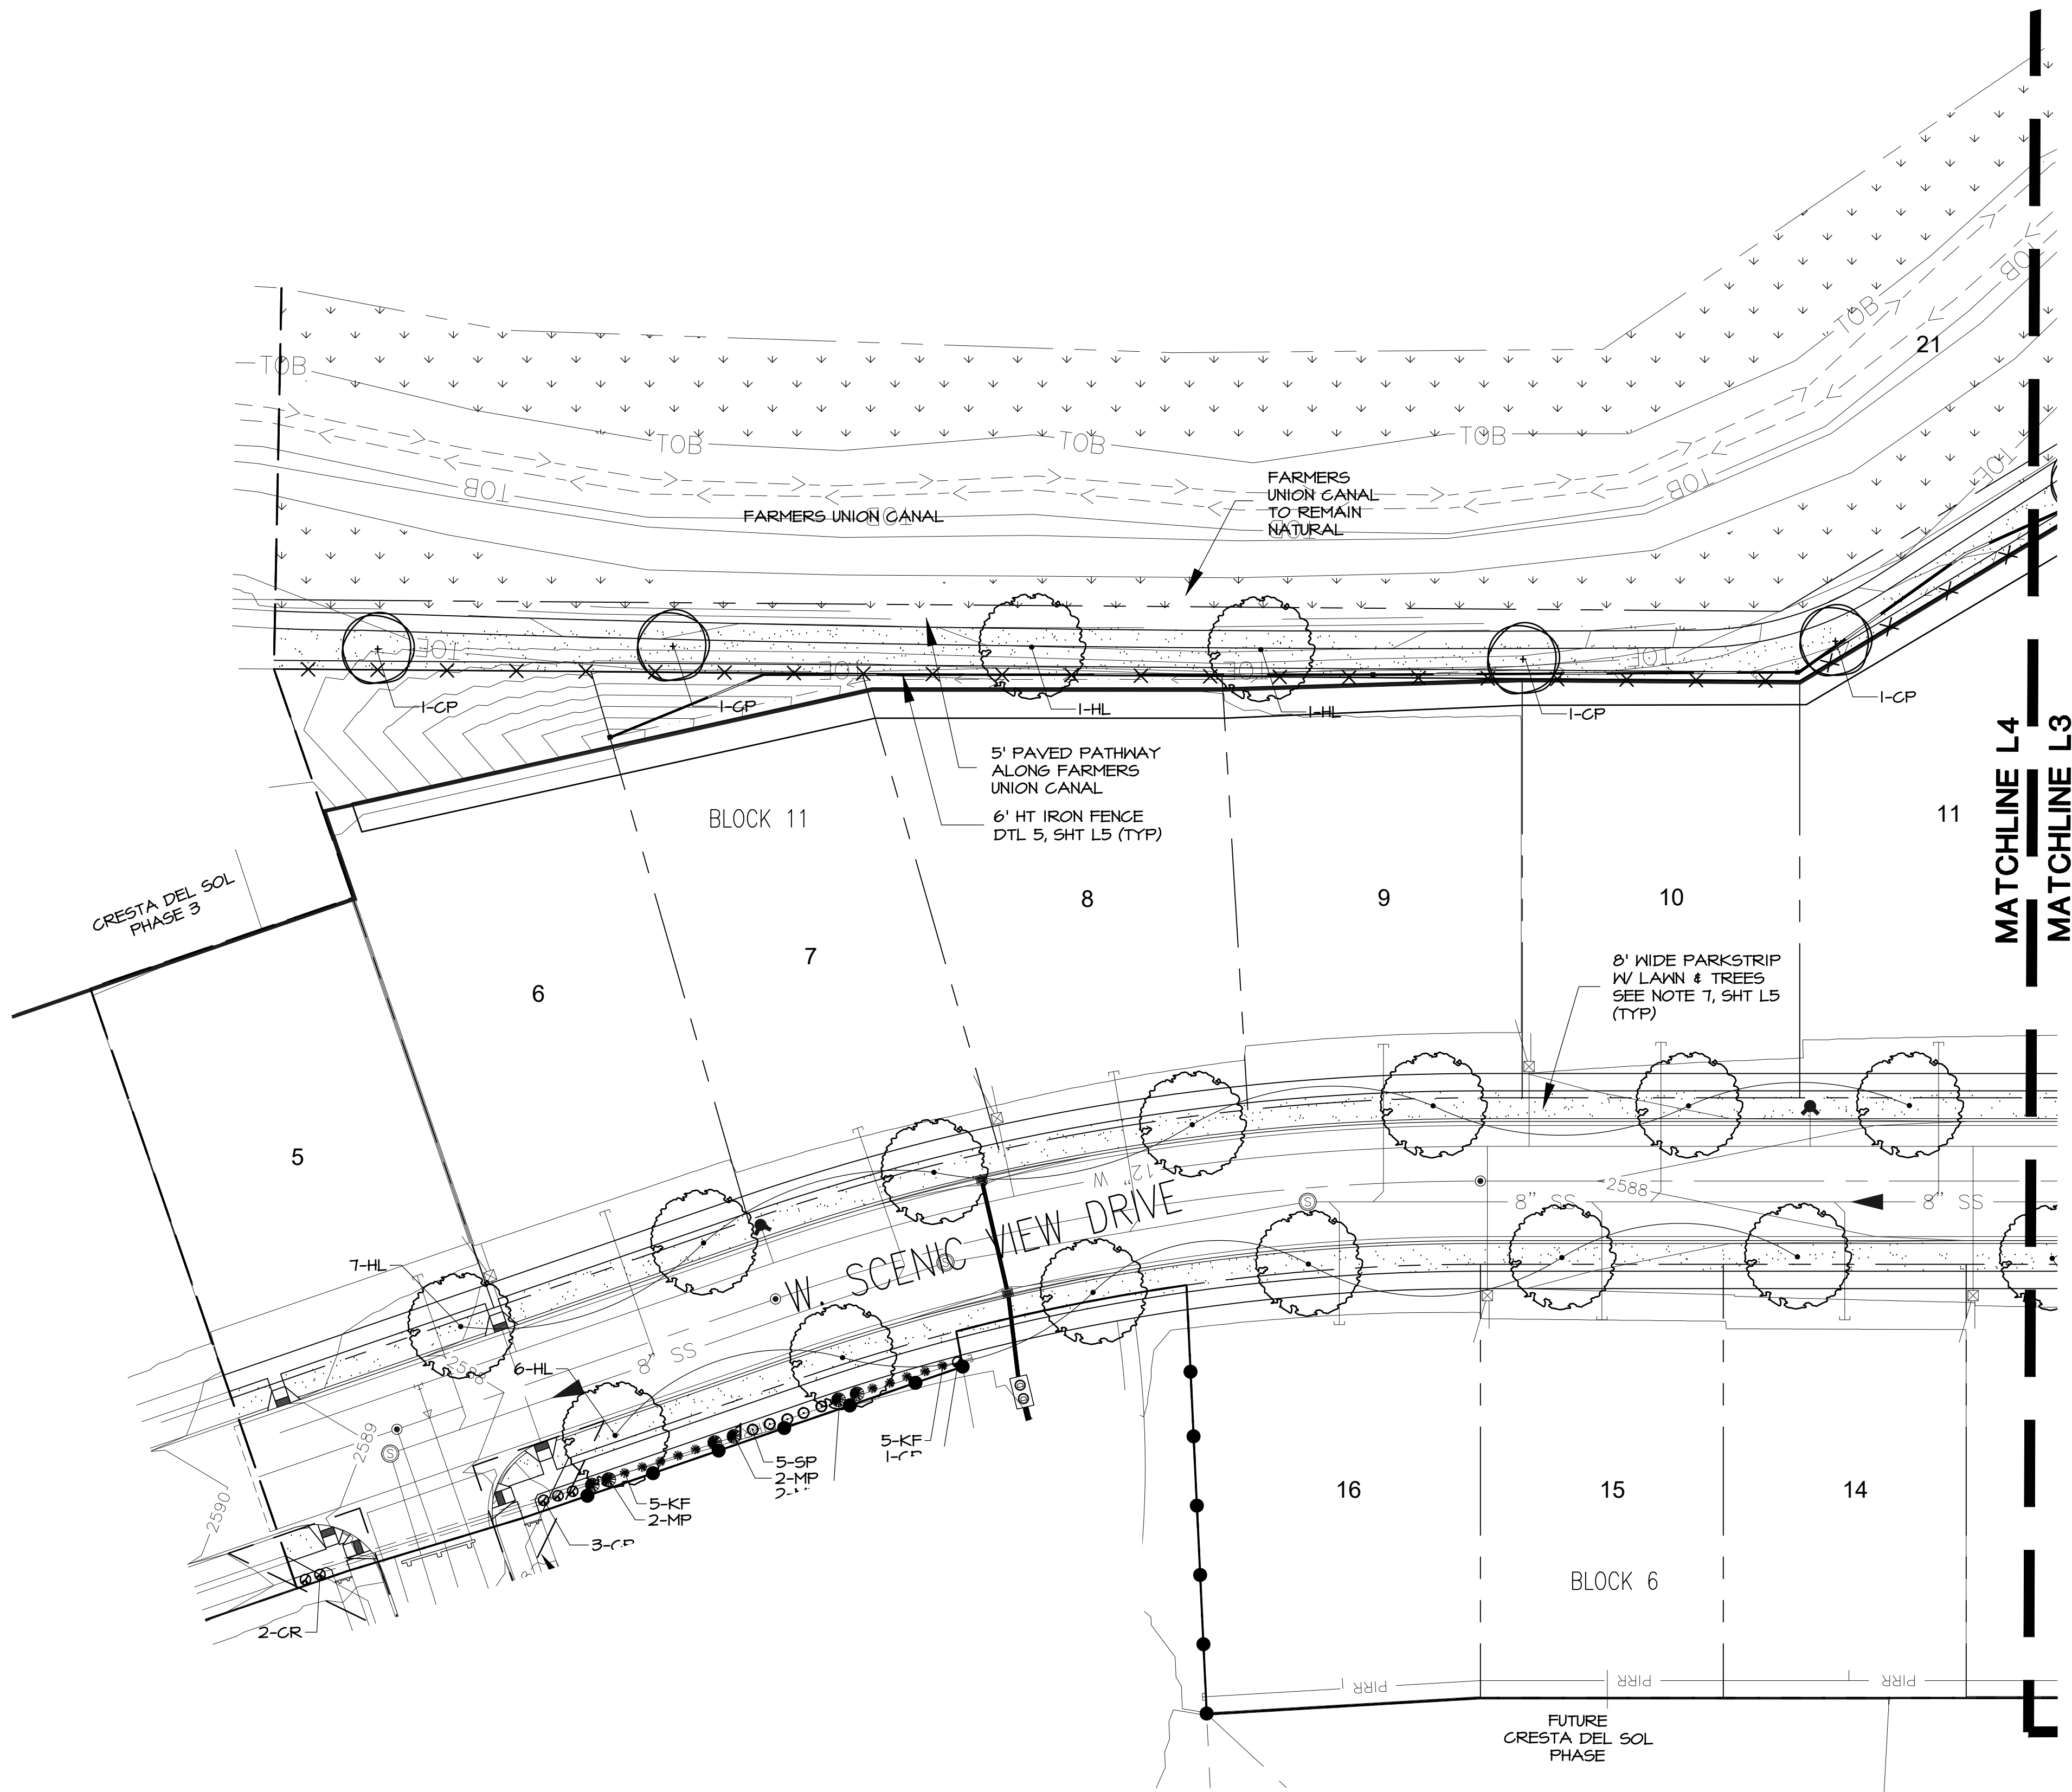 TOB
TOB
TOB
TOB
TOB
TOB
TOB
TOB
21
TOE
FARMERS UNION CANAL
FARMERS
UNION CANAL
TO REMAIN
NATURAL
TOE
TOE
TOE
TOE
1-CP
1-CP
1-HL
1-HL
1-CP
1-CP
5' PAVED PATHWAY
ALONG FARMERS
UNION CANAL
6' HT IRON FENCE
DTL 5, SHT L5 (TYP)
BLOCK 11
MATCHLINE L4
MATCHLINE L3
CRESTA DEL SOL
PHASE 3
5
6
7
8
9
10
11
8' WIDE PARKSTRIP
W/ LAWN & TREES
SEE NOTE 7, SHT L5
(TYP)
12" W
W. SCENIC VIEW DRIVE
8" SS
2588
8" SS
8" SS
7-HL
6-HL
2589
2590
5-KF
5-SP
2-MP
5-KF
2-MP
2-CR
16
15
14
BLOCK 6
PIRR
PIRR
PIRR
FUTURE
CRESTA DEL SOL
PHASE